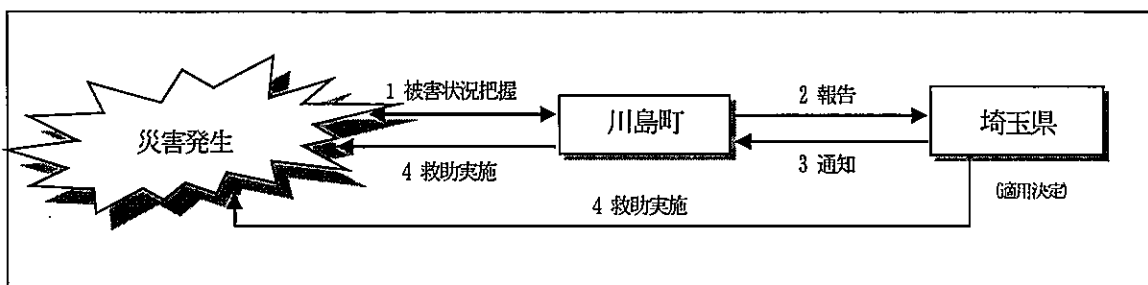 1 被害状況把握
2 報告
災害発生
川島町
埼玉県
4 救助実施
3 通知
(適用決定)
4 救助実施